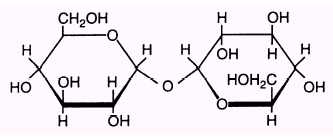 CH₂OH H OH
O
H H H OH H H
OH H HOH₂C
HO O OH
O
H OH H